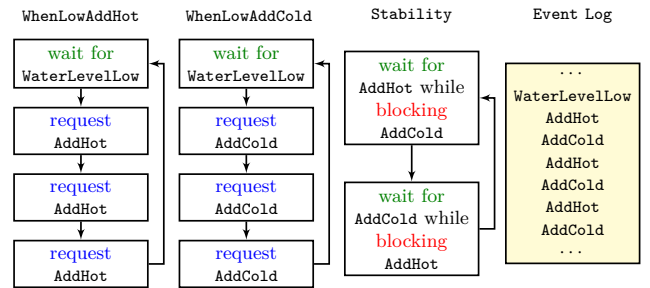 WhenLowAddHot
wait for
WaterLevelLow
request
AddHot
request
AddHot
request
AddHot
WhenLowAddCold
wait for
WaterLevelLow
request
AddCold
request
AddCold
request
AddCold
Stability
wait for
AddHot while
blocking
AddCold
wait for
AddCold while
blocking
AddHot
Event Log
...
WaterLevelLow
AddHot
AddCold
AddHot
AddCold
AddHot
AddCold
...